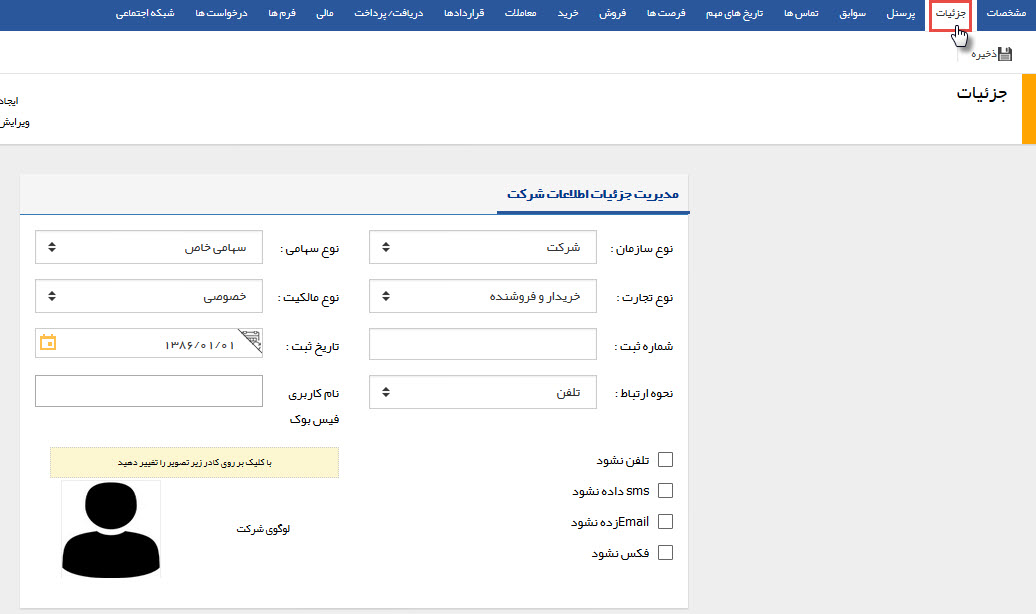 مشخصات جزئیات پرسنل سوابق تماس ها تاریخ های مهم فرصت ها فروش خرید معاملات قراردادها دریافت/پرداخت مالی فرم ها درخواست ها شبکه اجتماعی
ذخیره
جزئیات
ایجاد
ویرایش
مدیریت جزئیات اطلاعات شرکت
نوع سازمان : شرکت نوع سهامی : سهامی خاص
نوع تجارت : خریدار و فروشنده نوع مالکیت : خصوصی
شماره ثبت : تاریخ ثبت : ۱۳۸۶/۰۱/۰۱
نحوه ارتباط : تلفن نام کاربری
فیس بوک
با کلیک بر روی کادر زیر تصویر را تغییر دهید
تلفن نشود
sms داده نشود
Emailزده نشود
لوگوی شرکت
فکس نشود